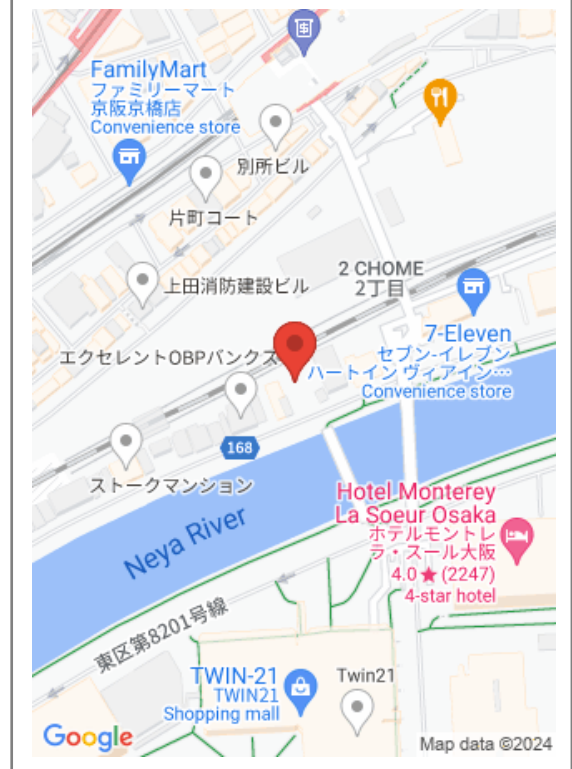 FamilyMart
ファミリーマート
京阪京橋店
Convenience store
別所ビル
片町コート
2 CHOME
2丁目
上田消防建設ビル
7-Eleven
セブン-イレブン
ハートイン ヴィアイン…
Convenience store
エクセレントOBPバンクス
168
ストークマンション
Neya River
Hotel Monterey
La Soeur Osaka
ホテルモントレ
ラ・スール大阪
4.0★(2247)
4-star hotel
東区第8201号線
TWIN-21
TWIN21
Shopping mall
Twin21
Google
Map data ©2024